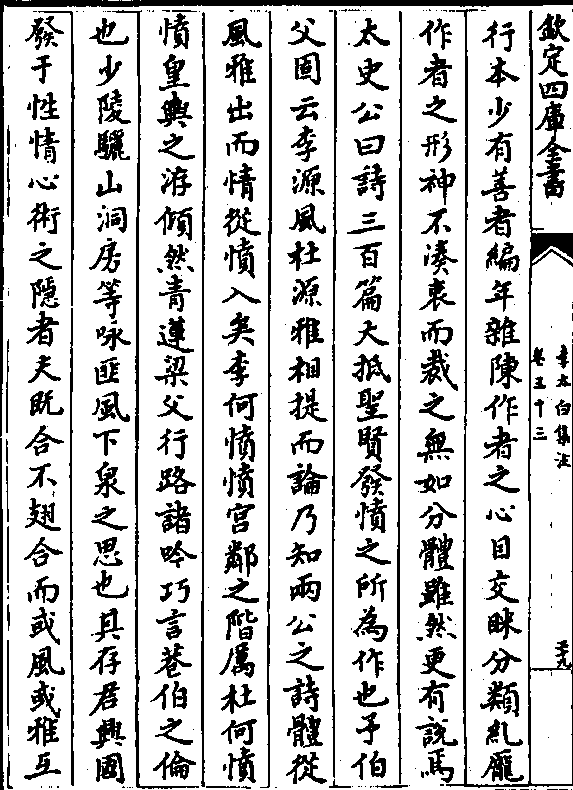 欽定四庫全書
李太白集注
卷三十三
行本少有善者編年雜陳作者之心目交眯分類乱龐
作者之形神不湊衷而裁之無如分體雖然更有說焉
太史公曰詩三百篇大抵聖賢發憤之所為作也予伯
父固云李源風杜源雅相提而論乃知兩公之詩體從
風雅出而情從憤入矣李何憤憤宫鄰之階厲杜何憤
憤皇輿之洊傾然青蓮梁父行路諸吟巧言巷伯之倫
也少陵驪山洞房等咏匪風下泉之思也其存君興國
發于性情心術之隱者夫既合不翅合而或風或雅互